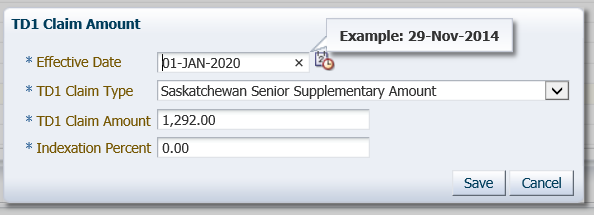 TD1 Claim Amount
Example: 29-Nov-2014
* Effective Date 01-JAN-2020 ×
* TD1 Claim Type Saskatchewan Senior Supplementary Amount
* TD1 Claim Amount 1,292.00
* Indexation Percent 0.00
Save Cancel